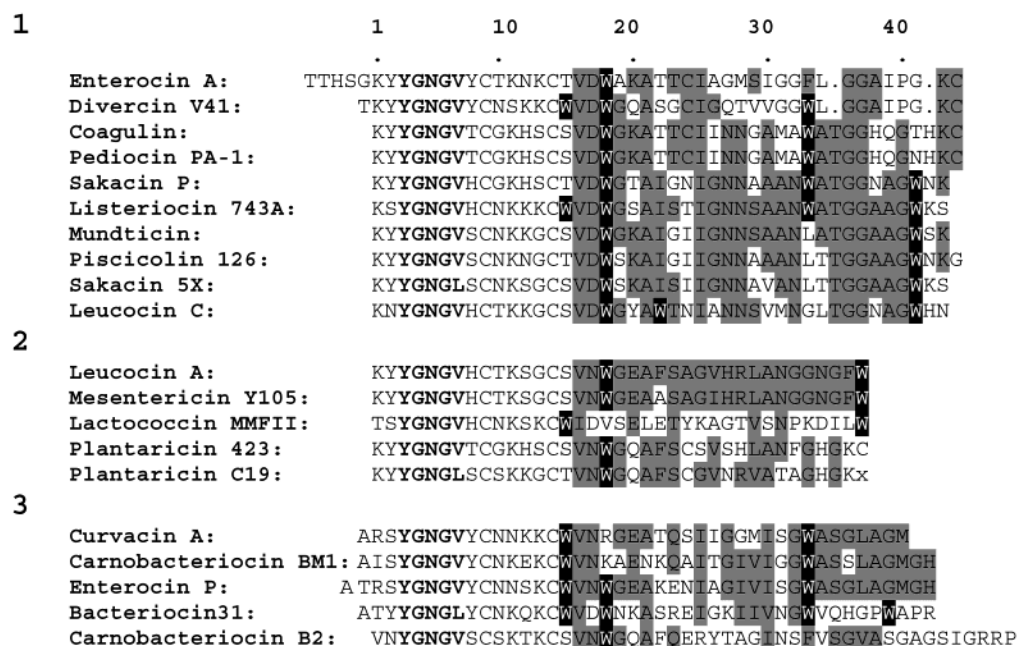 1 1 10 20 30 40
Enterocin A: TTHSGKYYGNGVYCTKNKCTVDWAKATTCIAGMSIGGFL.GGAIPG.KC
Divercin V41: TKYYGNGVYCNSKKCWVDWGQASGCIGQTVVGGWL.GGAIPG.KC
Coagulin: KYYGNGVTCGKHSCSVDWGKATTCIINNGAMAWATGGHQGTHKC
Pediocin PA-1: KYYGNGVTCGKHSCSVDWGKATTCIINNGAMAWATGGHQGNHKC
Sakacin P: KYYGNGVHCGKHSCTVDWGTAIGNIGNNAAANWATGGNAGWNK
Listeriocin 743A: KSYGNGVHCNKKKCWVDWGSAISTIGNNSAANWATGGAAGWKS
Mundticin: KYYGNGVSCNKKGCSVDWGKAIGIIGNNSAANLATGGAAGWSK
Piscicolin 126: KYYGNGVSCNKNGCTVDWSKAIGIIGNNAAANLTTGGAAGWNKG
Sakacin 5X: KYYGNGLSCNKSGCSVDWSKAISIIGNNAVANLTTGGAAGWKS
Leucocin C: KNYGNGVHCTKKGCSVDWGYAWTNIANNSVMNGLTGGNAGWHN
2
Leucocin A: KYYGNGVHCTKSGCSVNWGEAFSAGVHRLANGGNGFW
Mesentericin Y105: KYYGNGVHCTKSGCSVNWGEAASAGIHRLANGGNGFW
Lactococcin MMFII: TSYGNGVHCNKSKCWIDVSELETYKAGTVSNPKDILW
Plantaricin 423: KYYGNGVTCGKHSCSVNWGQAFSCSVSHLANFGHGKC
Plantaricin C19: KYYGNGLSCSKKGCTVNWGQAFSCGVNRVATAGHGKx
3
Curvacin A: ARSYGNGVYCNNKKCWVNRGEATQSIIGGMISGWASGLAGM
Carnobacteriocin BM1: AISYGNGVYCNKEKCWVNKAENKQAITGIVIGGWASSLAGMGH
Enterocin P: ATRSYGNGVYCNNSKCWVNWGEAKENIAGIVISGWASGLAGMGH
Bacteriocin31: ATYYGNGLYCNKQKCWVDWNKASREIGKIIVNGWVQHGPWAPR
Carnobacteriocin B2: VNYGNGVSCSKTKCSVNWGQAFQERYTAGINSFVSGVASGAGSIGRRP